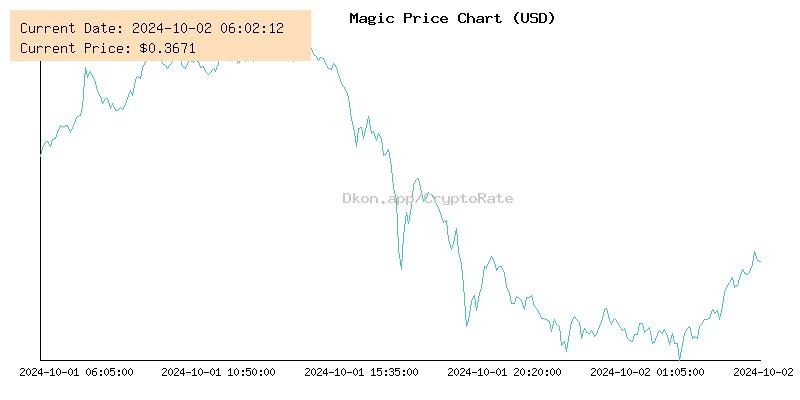 Magic Price Chart (USD)
Current Date: 2024-10-02 06:02:12
Current Price: $0.3671
Dkon.app/CryptoRate
2024-10-01 06:05:00 2024-10-01 10:50:00 2024-10-01 15:35:00 2024-10-01 20:20:00 2024-10-02 01:05:00 2024-10-02